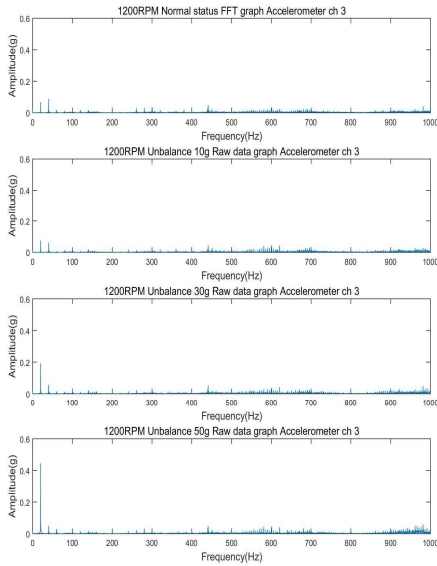 1200RPM Normal status FFT graph Accelerometer ch 3
Amplitude(g)
0.6
0.4
0.2
0
0 100 200 300 400 500 600 700 800 900 1000
Frequency(Hz)
1200RPM Unbalance 10g Raw data graph Accelerometer ch 3
Amplitude(g)
0.6
0.4
0.2
0
0 100 200 300 400 500 600 700 800 900 1000
Frequency(Hz)
1200RPM Unbalance 30g Raw data graph Accelerometer ch 3
Amplitude(g)
0.6
0.4
0.2
0
0 100 200 300 400 500 600 700 800 900 1000
Frequency(Hz)
1200RPM Unbalance 50g Raw data graph Accelerometer ch 3
Amplitude(g)
0.6
0.4
0.2
0
0 100 200 300 400 500 600 700 800 900 1000
Frequency(Hz)